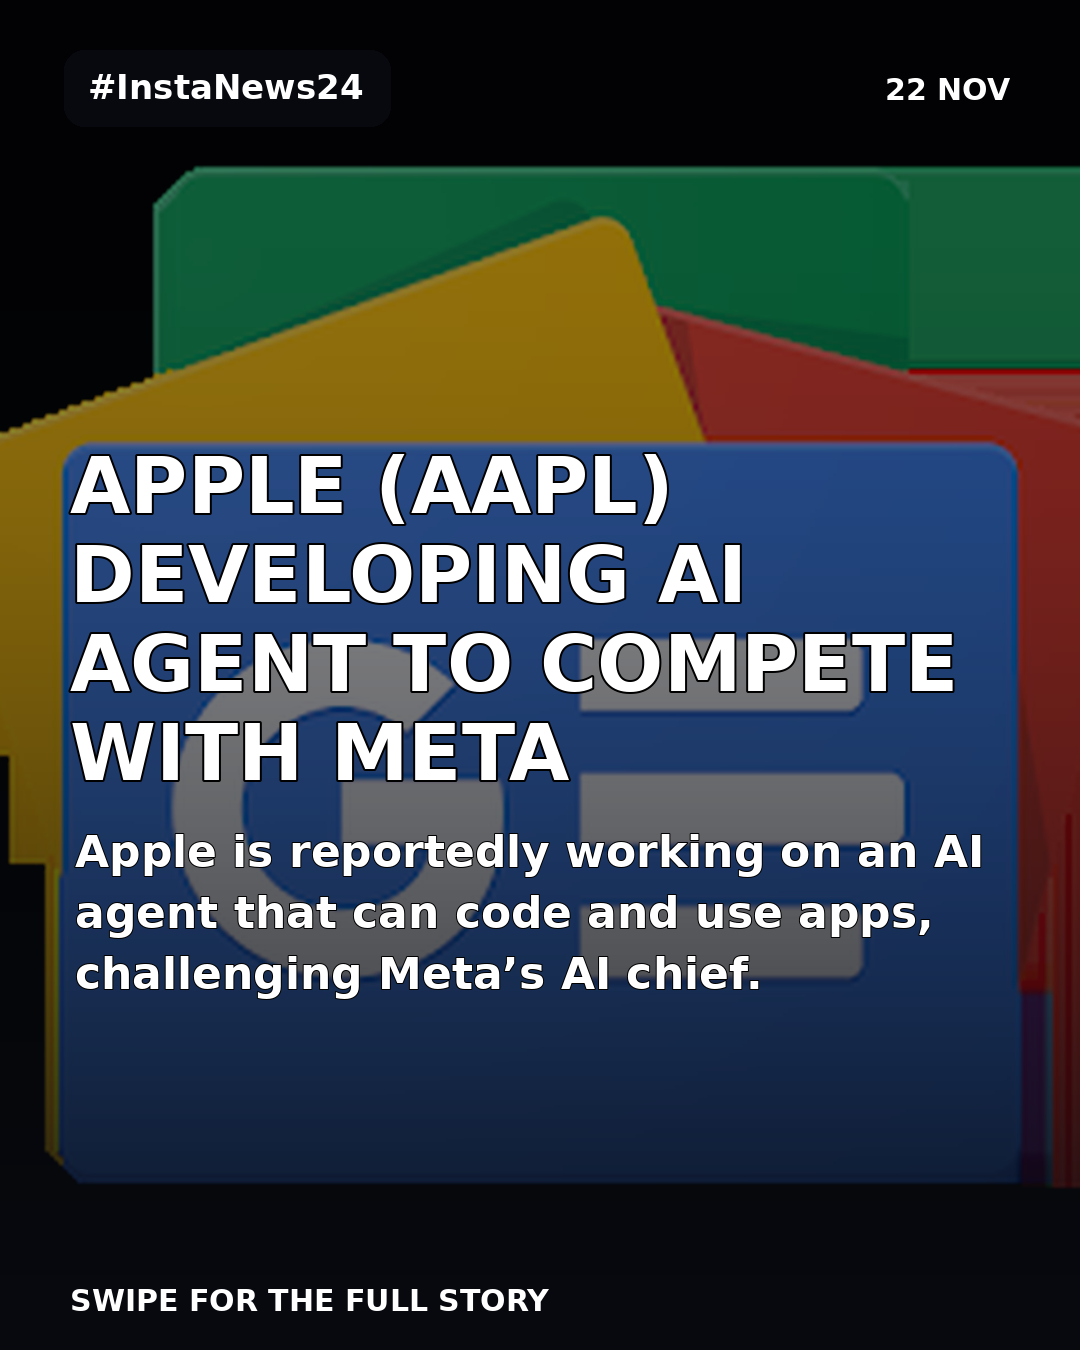 #InstaNews24
22 NOV
APPLE (AAPL)
DEVELOPING AI
AGENT TO COMPETE
WITH META
Apple is reportedly working on an AI
agent that can code and use apps,
challenging Meta’s AI chief.
SWIPE FOR THE FULL STORY